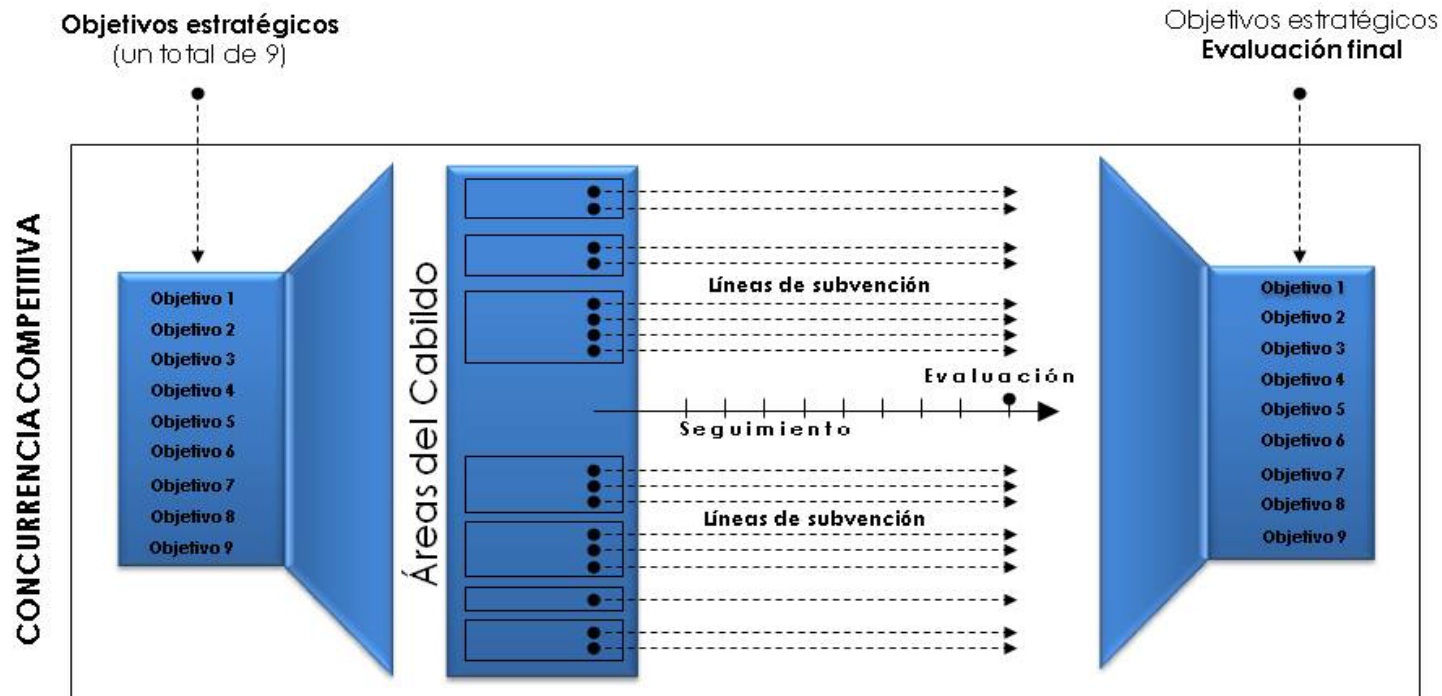 Objetivos estratégicos
(un total de 9)
Objetivos estratégicos
Evaluación final
CONCURRENCIA COMPETITIVA
Objetivo 1
Objetivo 2
Objetivo 3
Objetivo 4
Objetivo 5
Objetivo 6
Objetivo 7
Objetivo 8
Objetivo 9
Áreas del Cabildo
Líneas de subvención
Evaluación
Seguimiento
Líneas de subvención
Objetivo 1
Objetivo 2
Objetivo 3
Objetivo 4
Objetivo 5
Objetivo 6
Objetivo 7
Objetivo 8
Objetivo 9